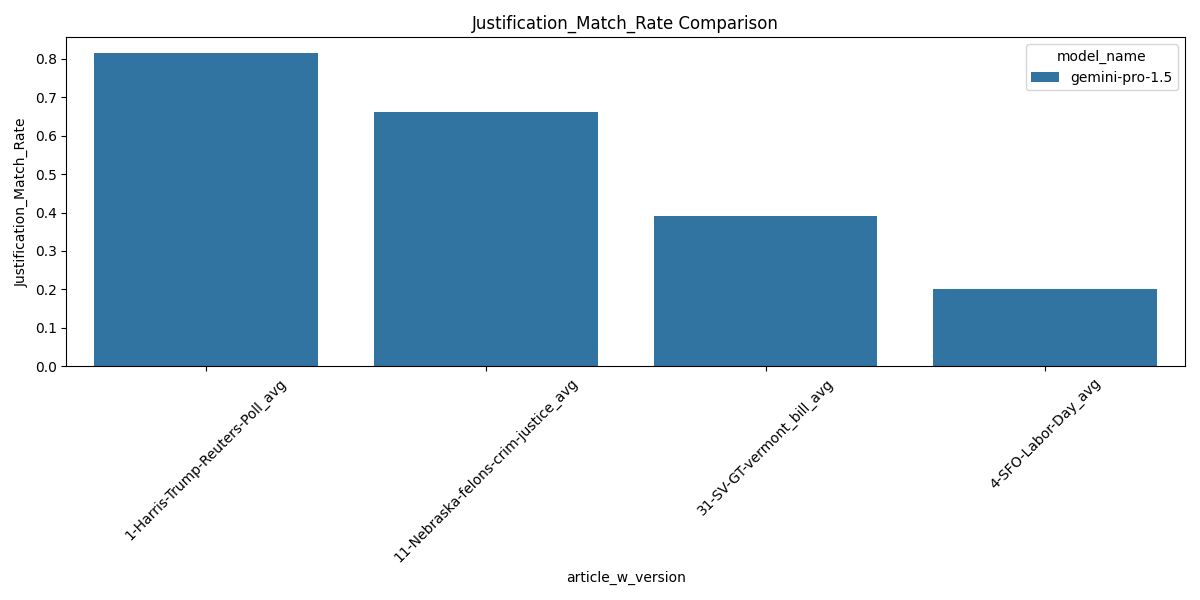 Justification_Match_Rate Comparison
model_name
gemini-pro-1.5
Justification_Match_Rate
0.8
0.7
0.6
0.5
0.4
0.3
0.2
0.1
0.0
1-Harris-Trump-Reuters-Poll_avg
11-Nebraska-felons-crim-justice_avg
31-SV-GT-vermont_bill_avg
4-SFO-Labor-Day_avg
article_w_version